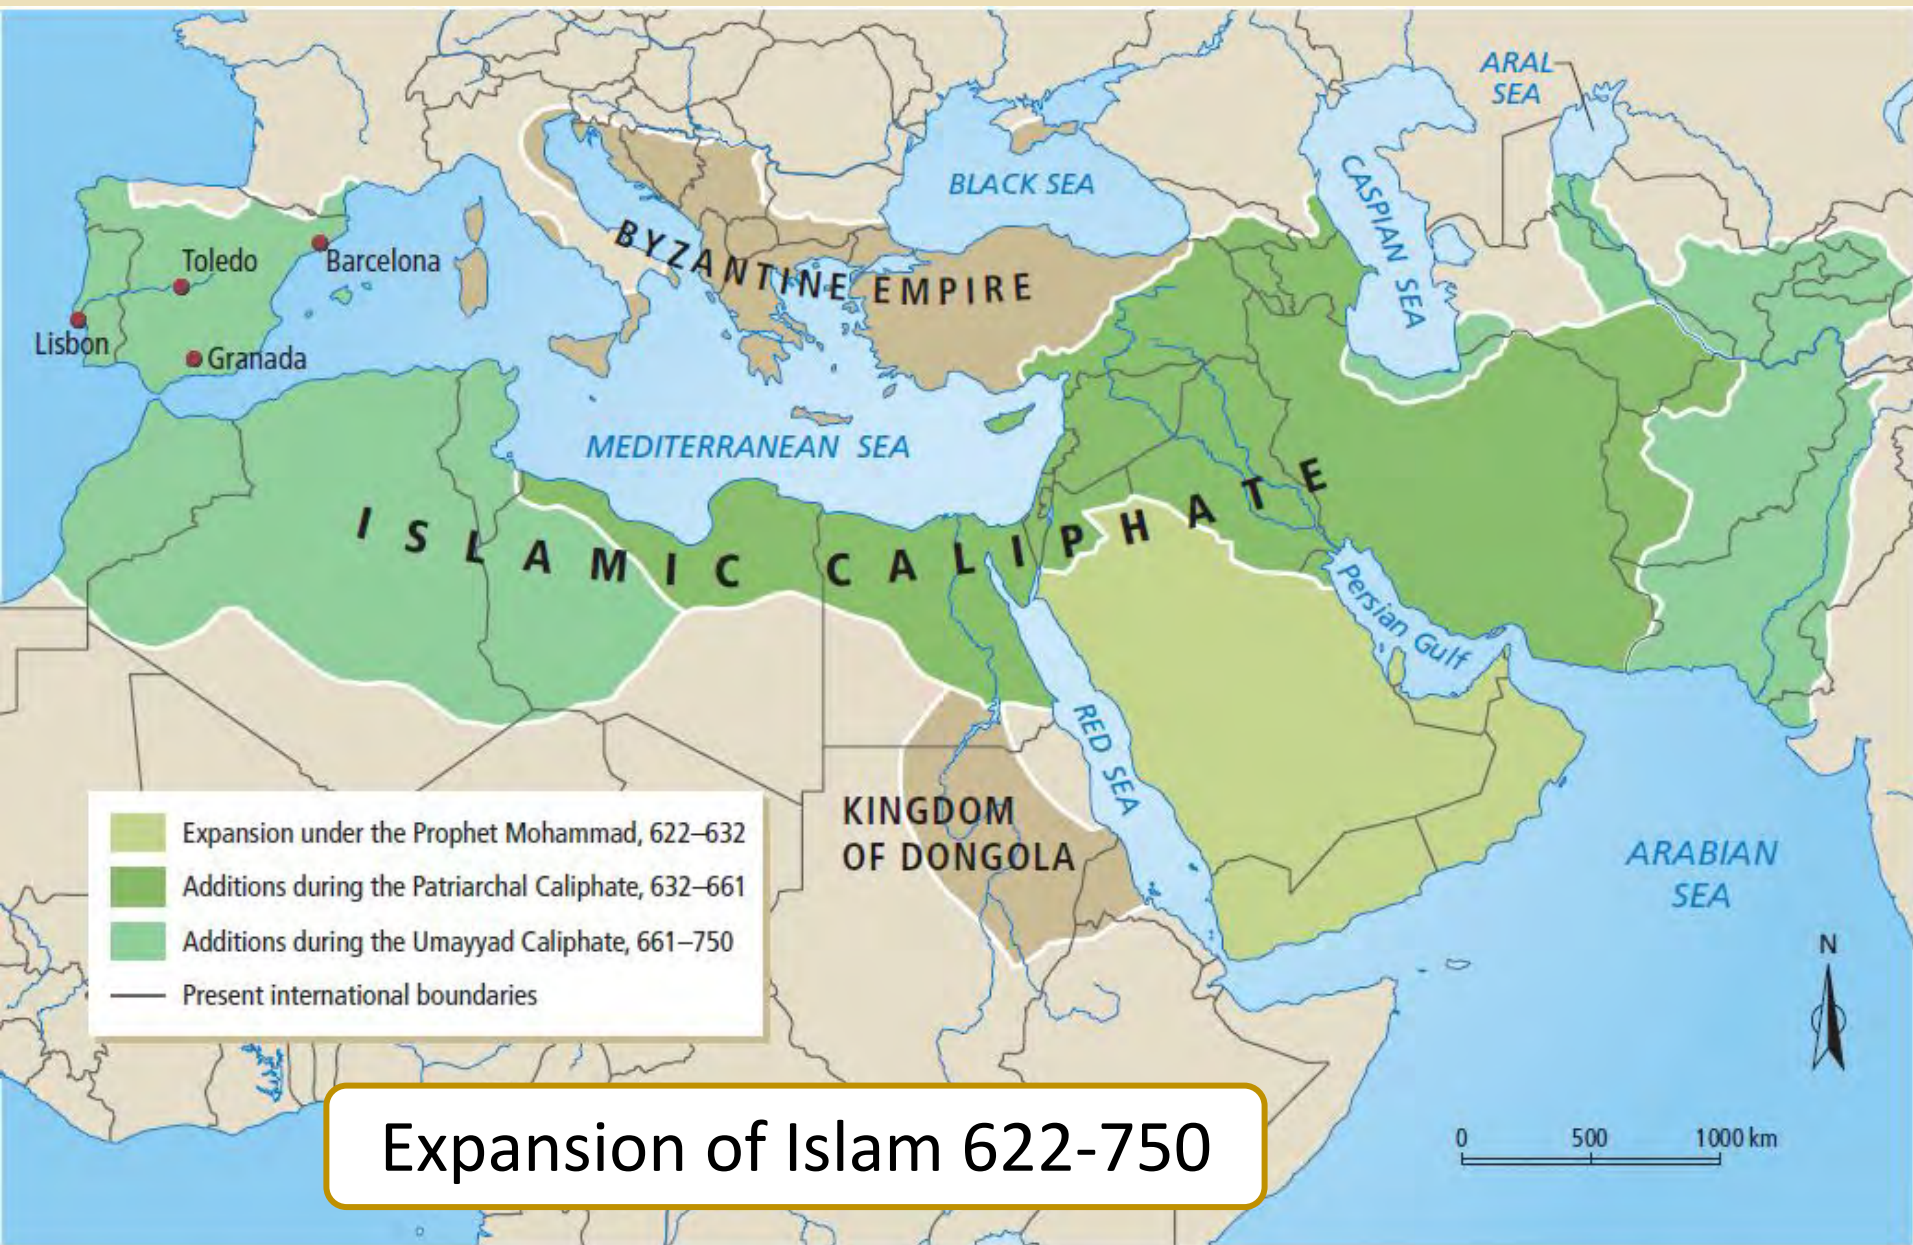 ARAL
SEA
BLACK SEA
CASPIAN SEA
BYZANTINE EMPIRE
Toledo
Barcelona
Lisbon
Granada
MEDITERRANEAN SEA
ISLAMIC CALIPHATE
Persian Gulf
RED SEA
KINGDOM
OF DONGOLA
ARABIAN
SEA
Expansion under the Prophet Mohammad, 622–632
Additions during the Patriarchal Caliphate, 632–661
Additions during the Umayyad Caliphate, 661–750
Present international boundaries
N
0 500 1000 km
Expansion of Islam 622-750